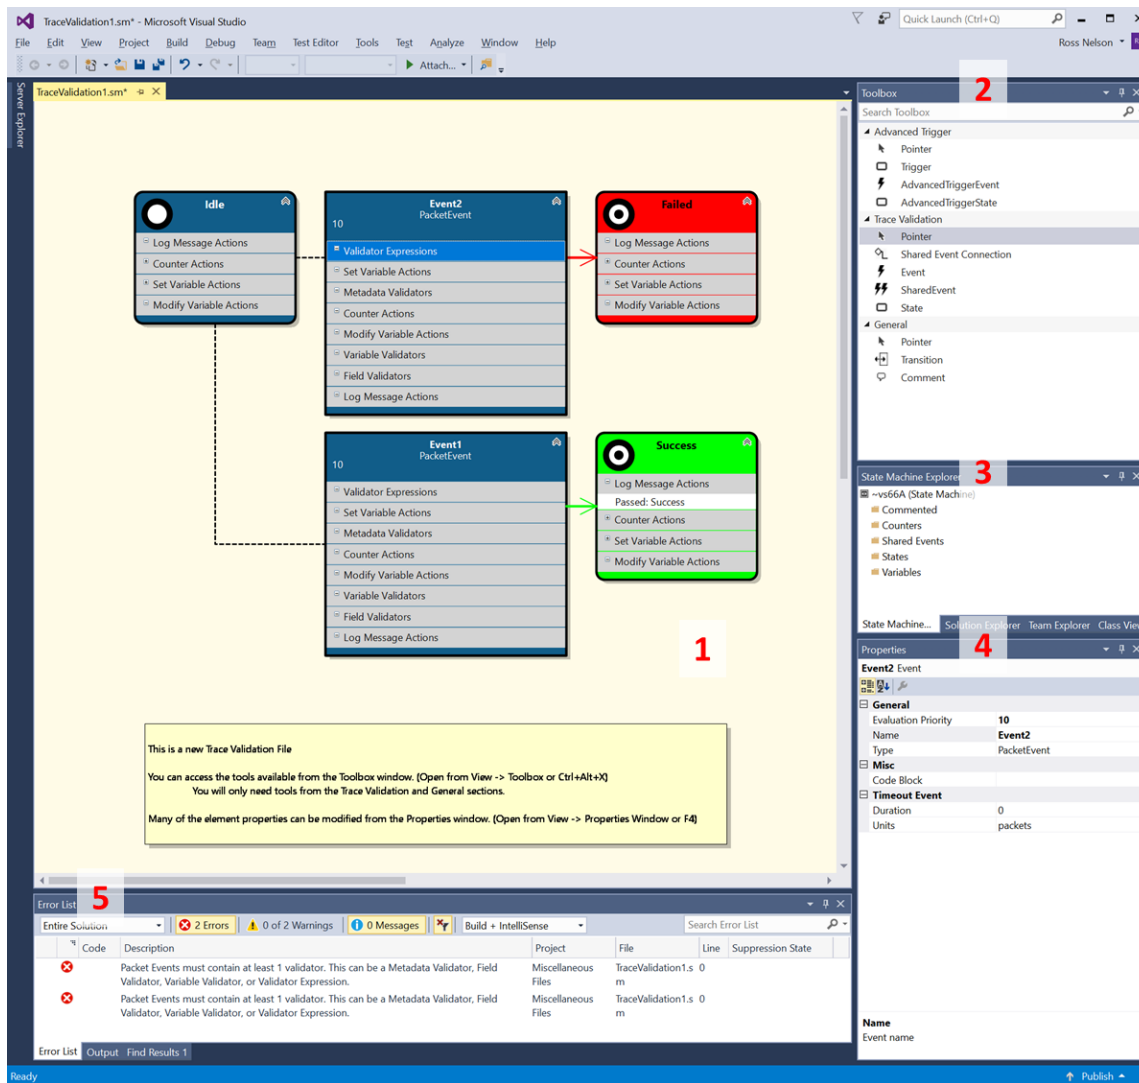 TraceValidation1.sm* - Microsoft Visual Studio
Quick Launch (Ctrl+Q)
File Edit View Project Build Debug Team Test Editor Tools Test Analyze Window Help
Ross Nelson
Attach...
Server Explorer
TraceValidation1.sm*
Idle
Log Message Actions
Counter Actions
Set Variable Actions
Modify Variable Actions
Event2
PacketEvent
10
Validator Expressions
Set Variable Actions
Metadata Validators
Counter Actions
Modify Variable Actions
Variable Validators
Field Validators
Log Message Actions
Failed
Log Message Actions
Counter Actions
Set Variable Actions
Modify Variable Actions
Event1
PacketEvent
10
Validator Expressions
Set Variable Actions
Metadata Validators
Counter Actions
Modify Variable Actions
Variable Validators
Field Validators
Log Message Actions
Success
Log Message Actions
Passed: Success
Counter Actions
Set Variable Actions
Modify Variable Actions
1
This is a new Trace Validation File
You can access the tools available from the Toolbox window. (Open from View -> Toolbox or Ctrl+Alt+X)
You will only need tools from the Trace Validation and General sections.
Many of the element properties can be modified from the Properties window. (Open from View -> Properties Window or F4)
Toolbox
2
Search Toolbox
Advanced Trigger
Pointer
Trigger
AdvancedTriggerEvent
AdvancedTriggerState
Trace Validation
Pointer
Shared Event Connection
Event
SharedEvent
State
General
Pointer
Transition
Comment
State Machine Explorer
3
~vs66A (State Machine)
Commented
Counters
Shared Events
States
Variables
State Machine... Solution Explorer Team Explorer Class View
Properties
4
Event2 Event
General
Evaluation Priority 10
Name Event2
Type PacketEvent
Misc
Code Block
Timeout Event
Duration 0
Units packets
Name
Event name
Error List
5
Entire Solution 2 Errors 0 of 2 Warnings 0 Messages Build + IntelliSense Search Error List
Code Description Project File Line Suppression State
Packet Events must contain at least 1 validator. This can be a Metadata Validator, Field Miscellaneous TraceValidation1.s 0
Validator, Variable Validator, or Validator Expression. Files m
Packet Events must contain at least 1 validator. This can be a Metadata Validator, Field Miscellaneous TraceValidation1.s 0
Validator, Variable Validator, or Validator Expression. Files m
Error List Output Find Results 1
Ready
Publish